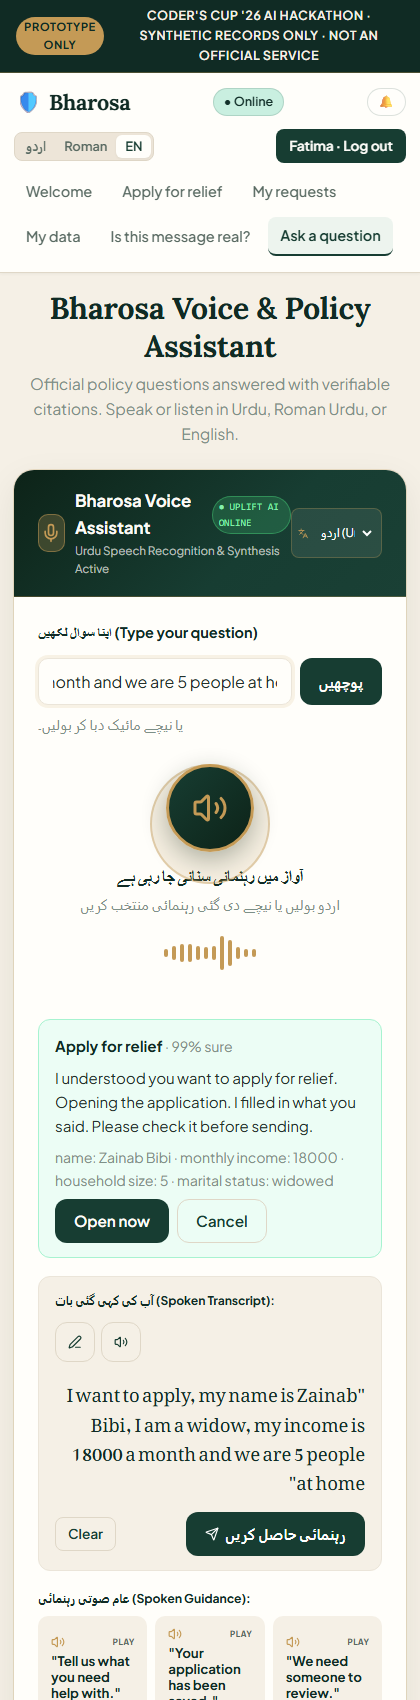 PROTOTYPE ONLY
CODER'S CUP '26 AI HACKATHON ·
SYNTHETIC RECORDS ONLY · NOT AN
OFFICIAL SERVICE
Bharosa
● Online
اردو
Roman
EN
Fatima · Log out
Welcome
Apply for relief
My requests
My data
Is this message real?
Ask a question
Bharosa Voice & Policy
Assistant
Official policy questions answered with verifiable
citations. Speak or listen in Urdu, Roman Urdu, or
English.
Bharosa Voice
Assistant
Urdu Speech Recognition & Synthesis
Active
● UPLIFT AI
ONLINE
اردو (U
اپنا سوال لکھیں (Type your question)
onth and we are 5 people at h
پوچھیں
یا نیچے مائیک دبا کر بولیں۔
آواز میں رہنمائی سنائی جا رہی ہے
اردو بولیں یا نیچے دی گئی رہنمائی منتخب کریں
Apply for relief · 99% sure
I understood you want to apply for relief.
Opening the application. I filled in what you
said. Please check it before sending.
name: Zainab Bibi · monthly income: 18000 ·
household size: 5 · marital status: widowed
Open now
Cancel
آپ کی کہی گئی بات (Spoken Transcript):
I want to apply, my name is Zainab"
Bibi, I am a widow, my income is
18000 a month and we are 5 people
"at home
Clear
رہنمائی حاصل کریں
عام صوتی رہنمائی (Spoken Guidance):
PLAY
"Tell us what
you need
help with."
PLAY
"Your
application
has been
saved."
PLAY
"We need
someone to
review."